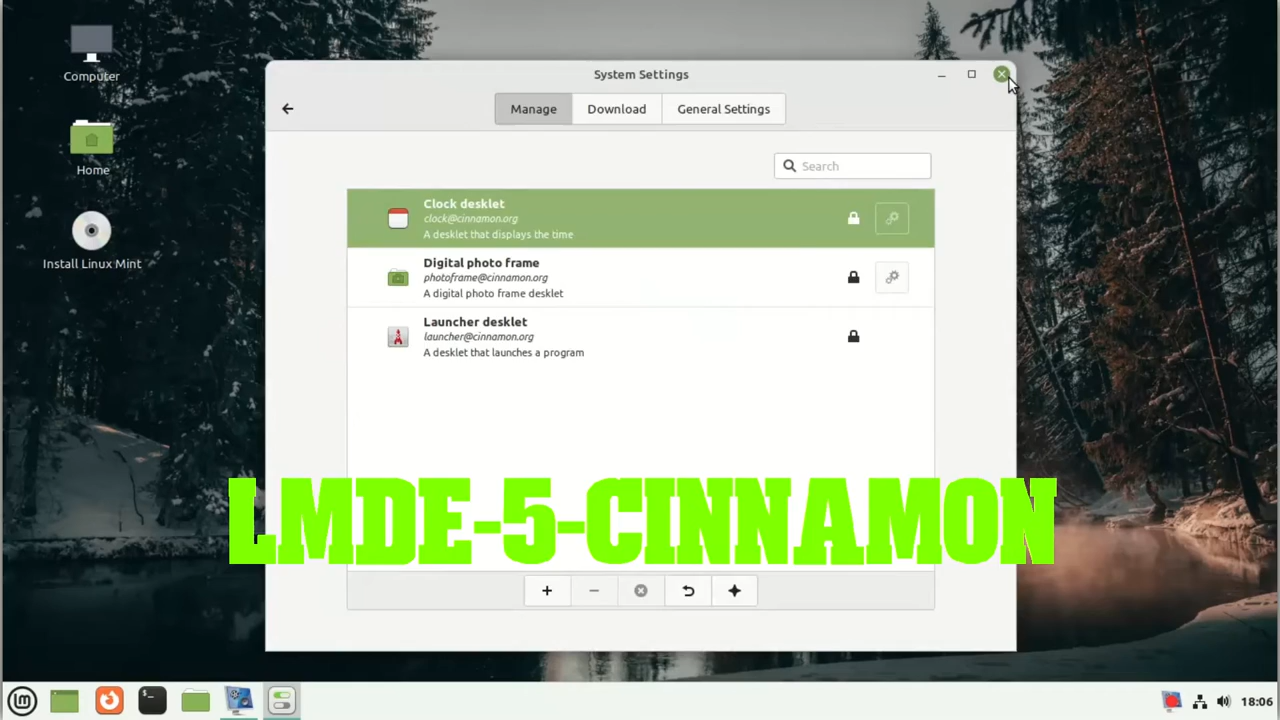 System Settings
Manage
Download
General Settings
Search
Clock desklet
clock@cinnamon.org
A desklet that displays the time
Digital photo frame
photoframe@cinnamon.org
A digital photo frame desklet
Launcher desklet
launcher@cinnamon.org
A desklet that launches a program
Computer
Home
Install Linux Mint
LMDE-5-CINNAMON
18:06